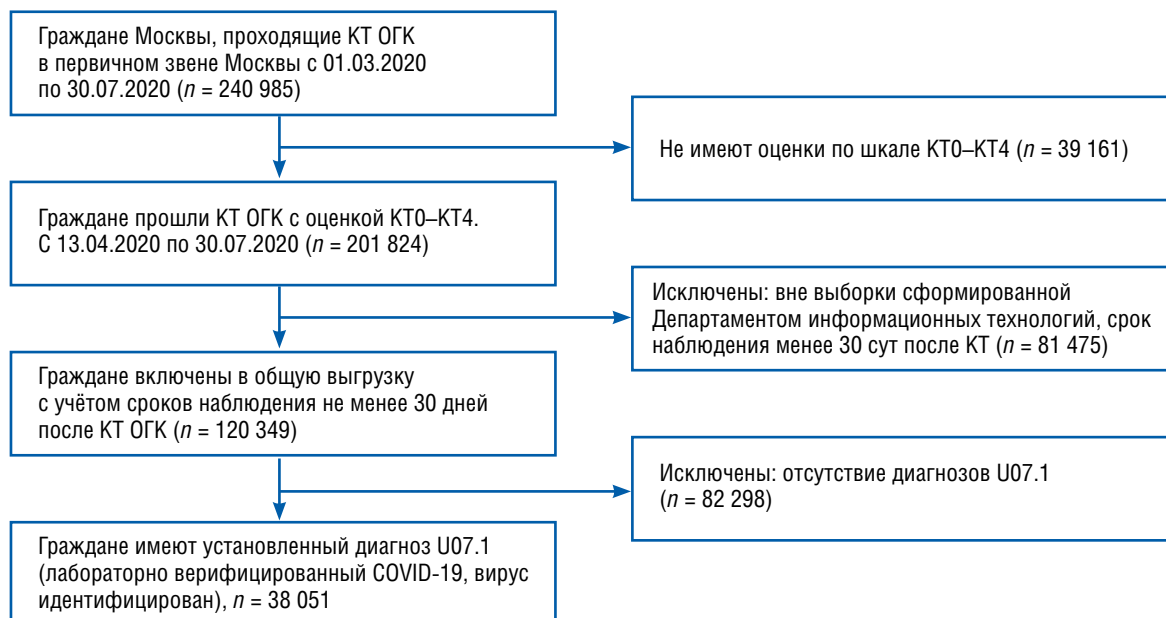 Граждане Москвы, проходящие КТ ОГК
в первичном звене Москвы с 01.03.2020
по 30.07.2020 (n = 240 985)
Не имеют оценки по шкале КТ0–КТ4 (n = 39 161)
Граждане прошли КТ ОГК с оценкой КТ0–КТ4.
С 13.04.2020 по 30.07.2020 (n = 201 824)
Исключены: вне выборки сформированной
Департаментом информационных технологий, срок
наблюдения менее 30 сут после КТ (n = 81 475)
Граждане включены в общую выгрузку
с учётом сроков наблюдения не менее 30 дней
после КТ ОГК (n = 120 349)
Исключены: отсутствие диагнозов U07.1
(n = 82 298)
Граждане имеют установленный диагноз U07.1
(лабораторно верифицированный COVID-19, вирус
идентифицирован), n = 38 051